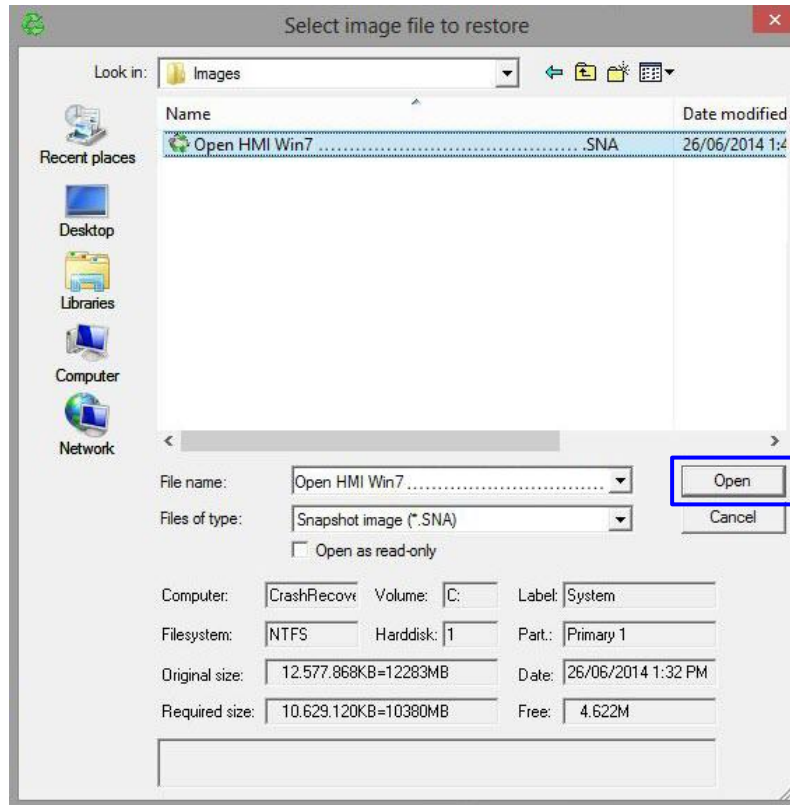 Select image file to restore
Look in: Images
Name Date modified
Open HMI Win7 ............................................. .SNA 26/06/2014 1:4
Recent places
Desktop
Libraries
Computer
Network
File name: Open HMI Win7 .................................. Open
Files of type: Snapshot image (*.SNA) Cancel
Open as read-only
Computer: CrashRecove Volume: C: Label: System
Filesystem: NTFS Harddisk: 1 Part.: Primary 1
Original size: 12.577.868KB=12283MB Date: 26/06/2014 1:32 PM
Required size: 10.629.120KB=10380MB Free: 4.622M